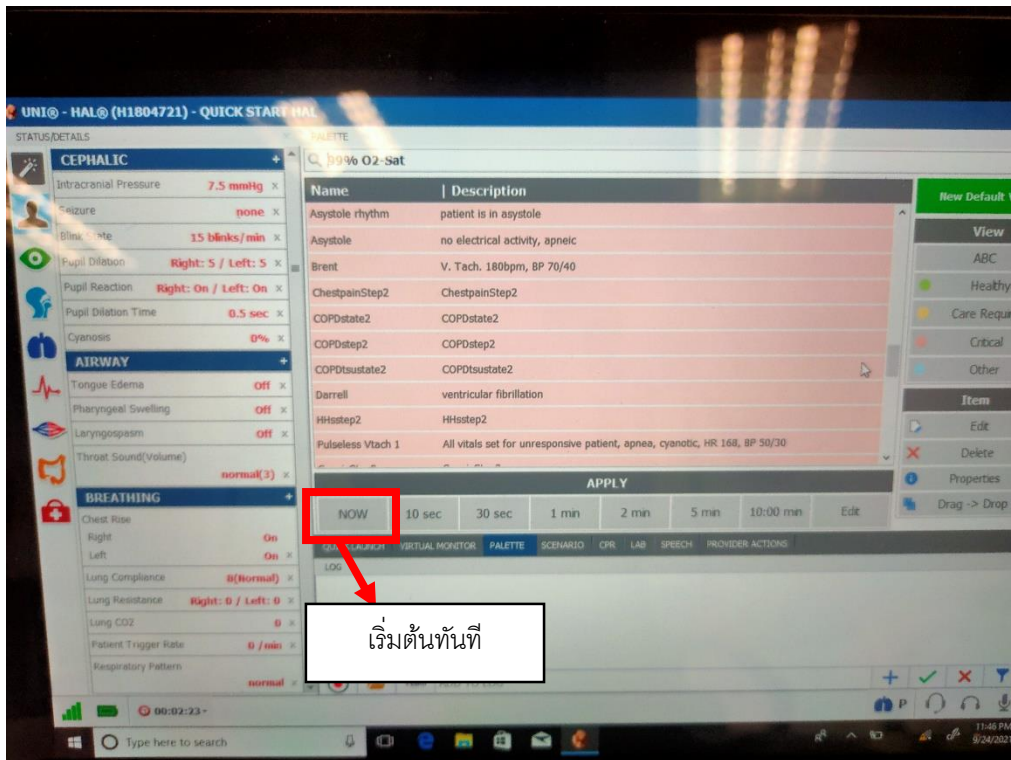 UNI® - HAL® (H1804721) - QUICK START HAL
STATUS/DETAILS
PALETTE
CEPHALIC +
Intracranial Pressure 7.5 mmHg ×
Seizure none ×
Blink State 15 blinks/min ×
Pupil Dilation Right: 5 / Left: 5 ×
Pupil Reaction Right: On / Left: On ×
Pupil Dilation Time 0.5 sec ×
Cyanosis 0% ×
AIRWAY +
Tongue Edema Off ×
Pharyngeal Swelling Off ×
Laryngospasm Off ×
Throat Sound(Volume)
normal(3) ×
BREATHING +
Chest Rise
Right On
Left On ×
Lung Compliance 8(Normal) ×
Lung Resistance Right: 0 / Left: 0 ×
Lung CO2 0 ×
Patient Trigger Rate 0 /min ×
Respiratory Pattern
normal ×
99% O2-Sat
Name | Description
Asystole rhythm patient is in asystole
Asystole no electrical activity, apneic
Brent V. Tach. 180bpm, BP 70/40
ChestpainStep2 ChestpainStep2
COPDstate2 COPDstate2
COPDstep2 COPDstep2
COPDtsustate2 COPDtsustate2
Darrell ventricular fibrillation
HHsstep2 HHsstep2
Pulseless Vtach 1 All vitals set for unresponsive patient, apnea, cyanotic, HR 168, BP 50/30
APPLY
NOW 10 sec 30 sec 1 min 2 min 5 min 10:00 min Edit
QUICKLAUNCH VIRTUAL MONITOR PALETTE SCENARIO CPR LAB SPEECH PROVIDER ACTIONS
LOG
เริ่มต้นทันที
New Default
View
ABC
Healthy
Care Requi
Critical
Other
Item
Edit
Delete
Properties
Drag -> Drop
00:02:23
P
Type here to search
11:46 PM
9/24/2021